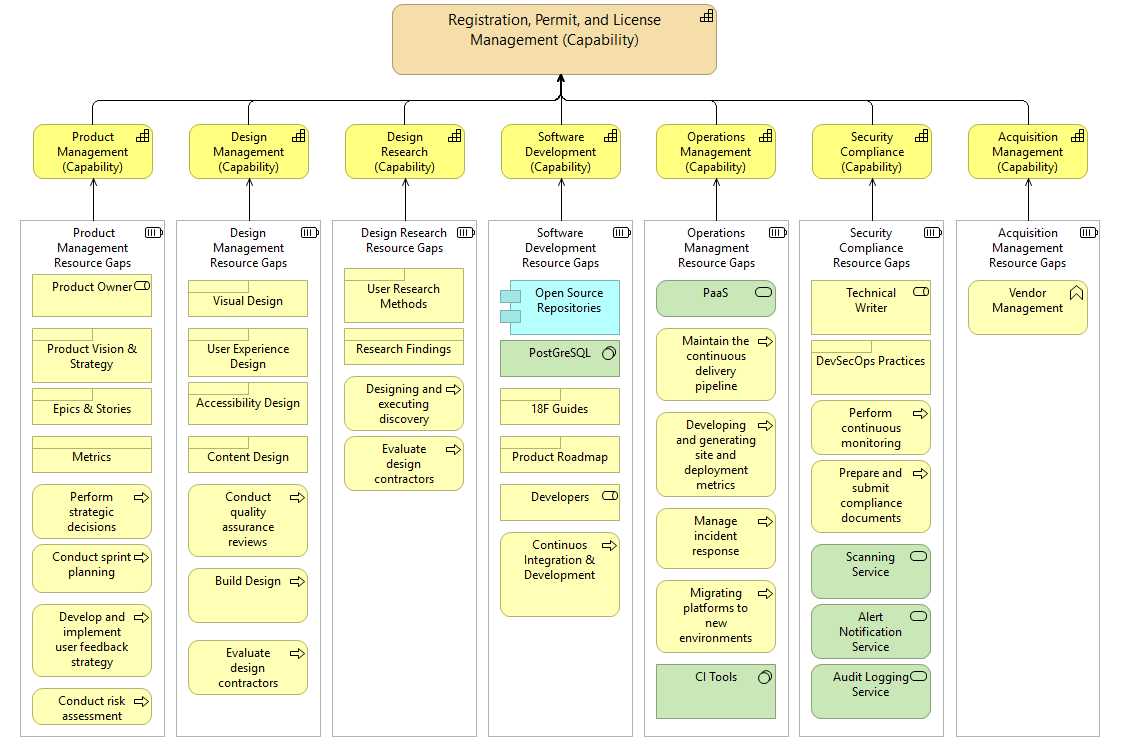 Registration, Permit, and License
Management (Capability)
Product
Management
(Capability)
Design
Management
(Capability)
Design
Research
(Capability)
Software
Development
(Capability)
Operations
Management
(Capability)
Security
Compliance
(Capability)
Acquisition
Management
(Capability)
Product
Management
Resource Gaps
Product Owner
Product Vision &
Strategy
Epics & Stories
Metrics
Perform
strategic
decisions
Conduct sprint
planning
Develop and
implement
user feedback
strategy
Conduct risk
assessment
Design
Management
Resource Gaps
Visual Design
User Experience
Design
Accessibility Design
Content Design
Conduct
quality
assurance
reviews
Build Design
Evaluate
design
contractors
Design Research
Resource Gaps
User Research
Methods
Research Findings
Designing and
executing
discovery
Evaluate
design
contractors
Software
Development
Resource Gaps
Open Source
Repositories
PostGreSQL
18F Guides
Product Roadmap
Developers
Continuos
Integration &
Development
Operations
Managment
Resource Gaps
PaaS
Maintain the
continuous
delivery
pipeline
Developing
and generating
site and
deployment
metrics
Manage
incident
response
Migrating
platforms to
new
environments
CI Tools
Security
Compliance
Resource Gaps
Technical
Writer
DevSecOps Practices
Perform
continuous
monitoring
Prepare and
submit
compliance
documents
Scanning
Service
Alert
Notification
Service
Audit Logging
Service
Acquisition
Management
Resource Gaps
Vendor
Management